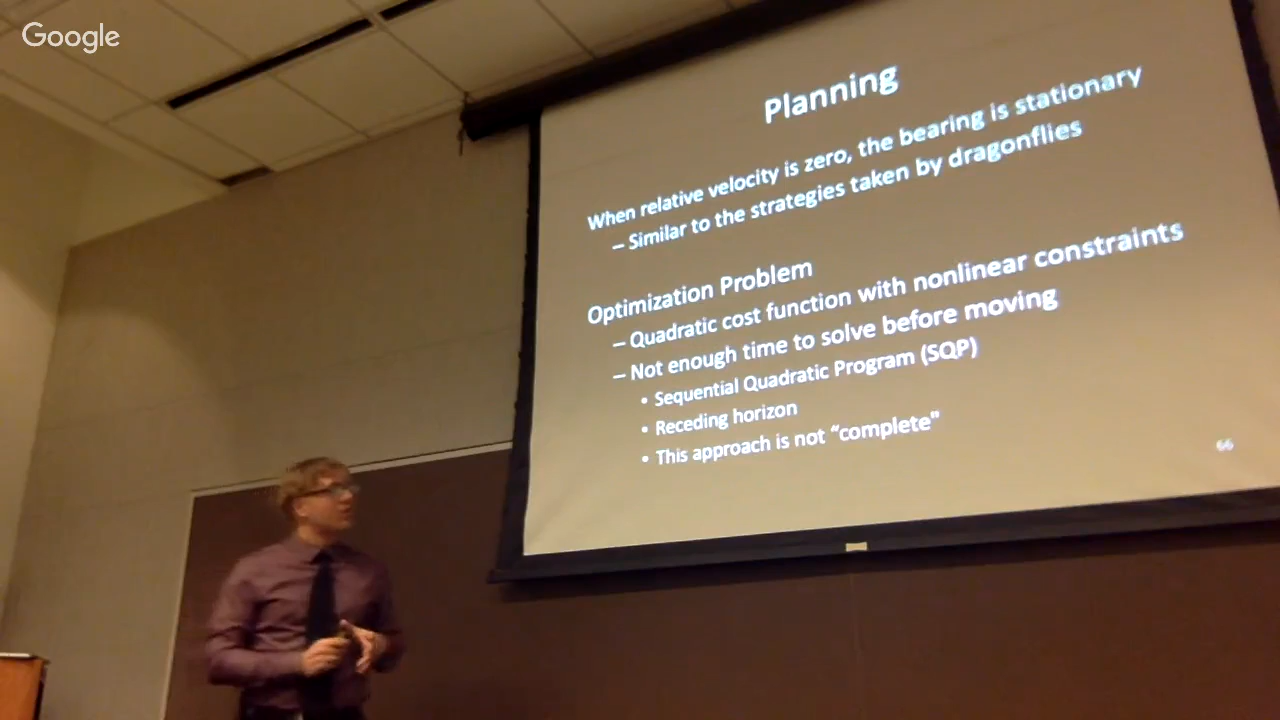 Google
Planning
When relative velocity is zero, the bearing is stationary
– Similar to the strategies taken by dragonflies
Optimization Problem
– Quadratic cost function with nonlinear constraints
– Not enough time to solve before moving
• Sequential Quadratic Program (SQP)
• Receding horizon
• This approach is not “complete"
66